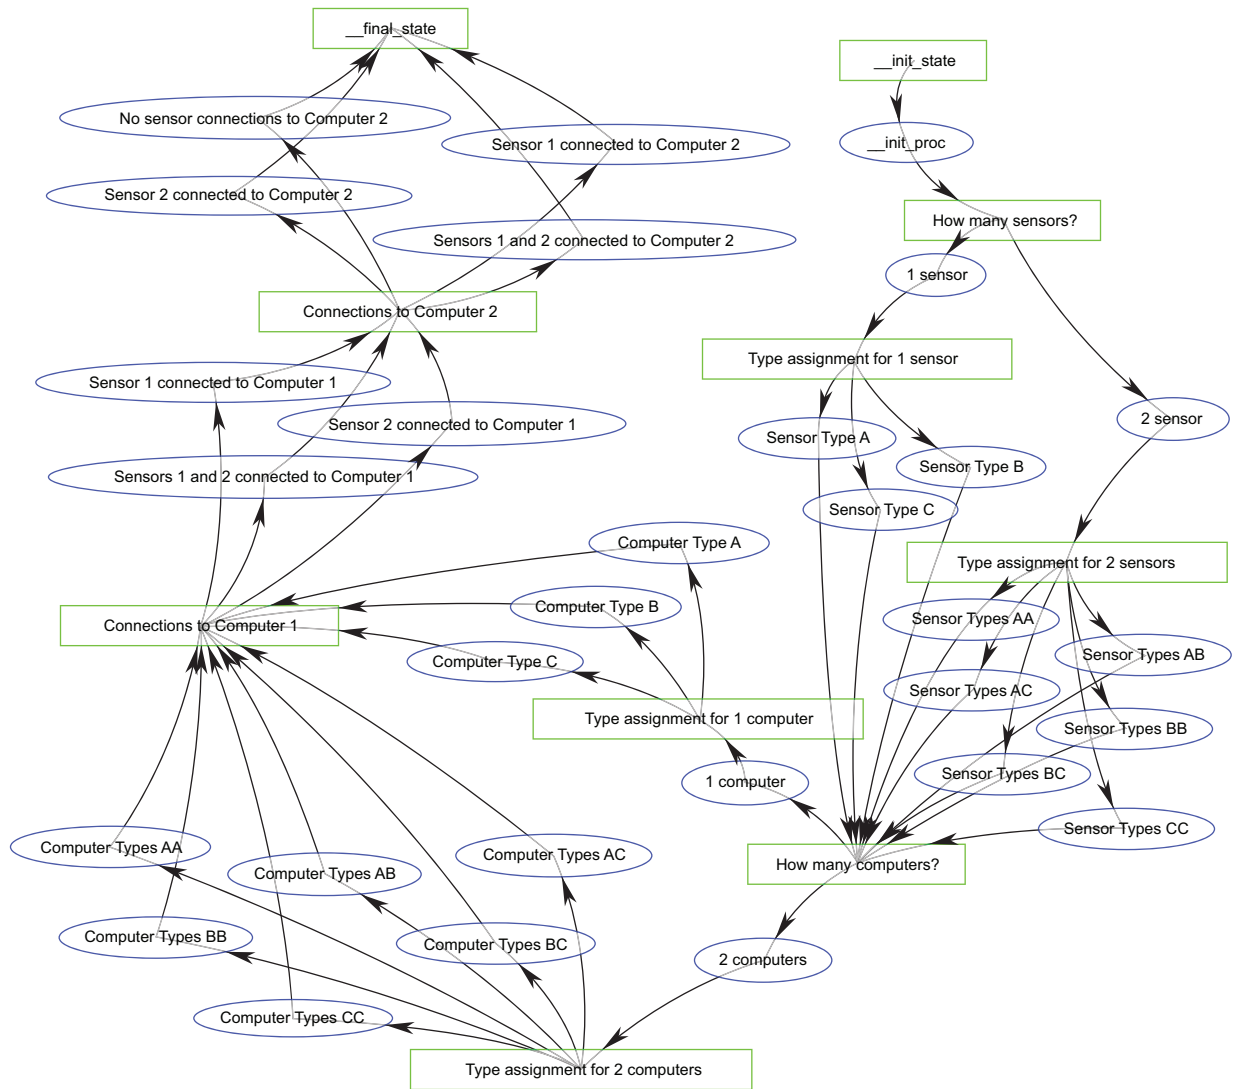 __final_state
__init_state
No sensor connections to Computer 2
__init_proc
Sensor 1 connected to Computer 2
Sensor 2 connected to Computer 2
How many sensors?
Sensors 1 and 2 connected to Computer 2
1 sensor
Connections to Computer 2
Type assignment for 1 sensor
Sensor 1 connected to Computer 1
2 sensor
Sensor 2 connected to Computer 1
Sensor Type A
Sensor Type B
Sensors 1 and 2 connected to Computer 1
Sensor Type C
Computer Type A
Type assignment for 2 sensors
Computer Type B
Sensor Types AA
Connections to Computer 1
Sensor Types AB
Computer Type C
Sensor Types AC
Type assignment for 1 computer
Sensor Types BB
Sensor Types BC
1 computer
Sensor Types CC
Computer Types AA
Computer Types AC
How many computers?
Computer Types AB
Computer Types BB
Computer Types BC
2 computers
Computer Types CC
Type assignment for 2 computers